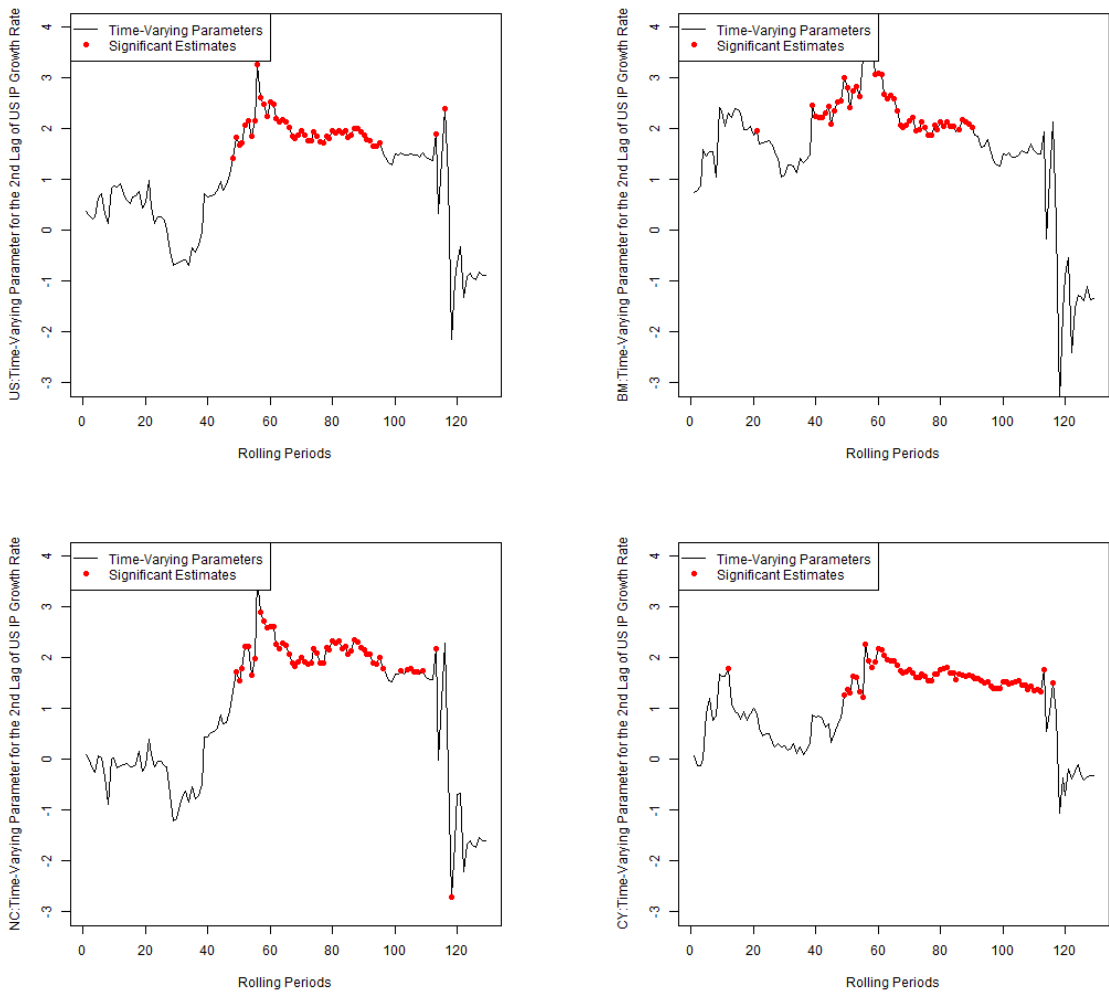 Time-Varying Parameters
Significant Estimates
US:Time-Varying Parameter for the 2nd Lag of US IP Growth Rate
4
3
2
1
0
-1
-2
-3
0 20 40 60 80 100 120
Rolling Periods
Time-Varying Parameters
Significant Estimates
BM:Time-Varying Parameter for the 2nd Lag of US IP Growth Rate
4
3
2
1
0
-1
-2
-3
0 20 40 60 80 100 120
Rolling Periods
Time-Varying Parameters
Significant Estimates
NC:Time-Varying Parameter for the 2nd Lag of US IP Growth Rate
4
3
2
1
0
-1
-2
-3
0 20 40 60 80 100 120
Rolling Periods
Time-Varying Parameters
Significant Estimates
CY:Time-Varying Parameter for the 2nd Lag of US IP Growth Rate
4
3
2
1
0
-1
-2
-3
0 20 40 60 80 100 120
Rolling Periods